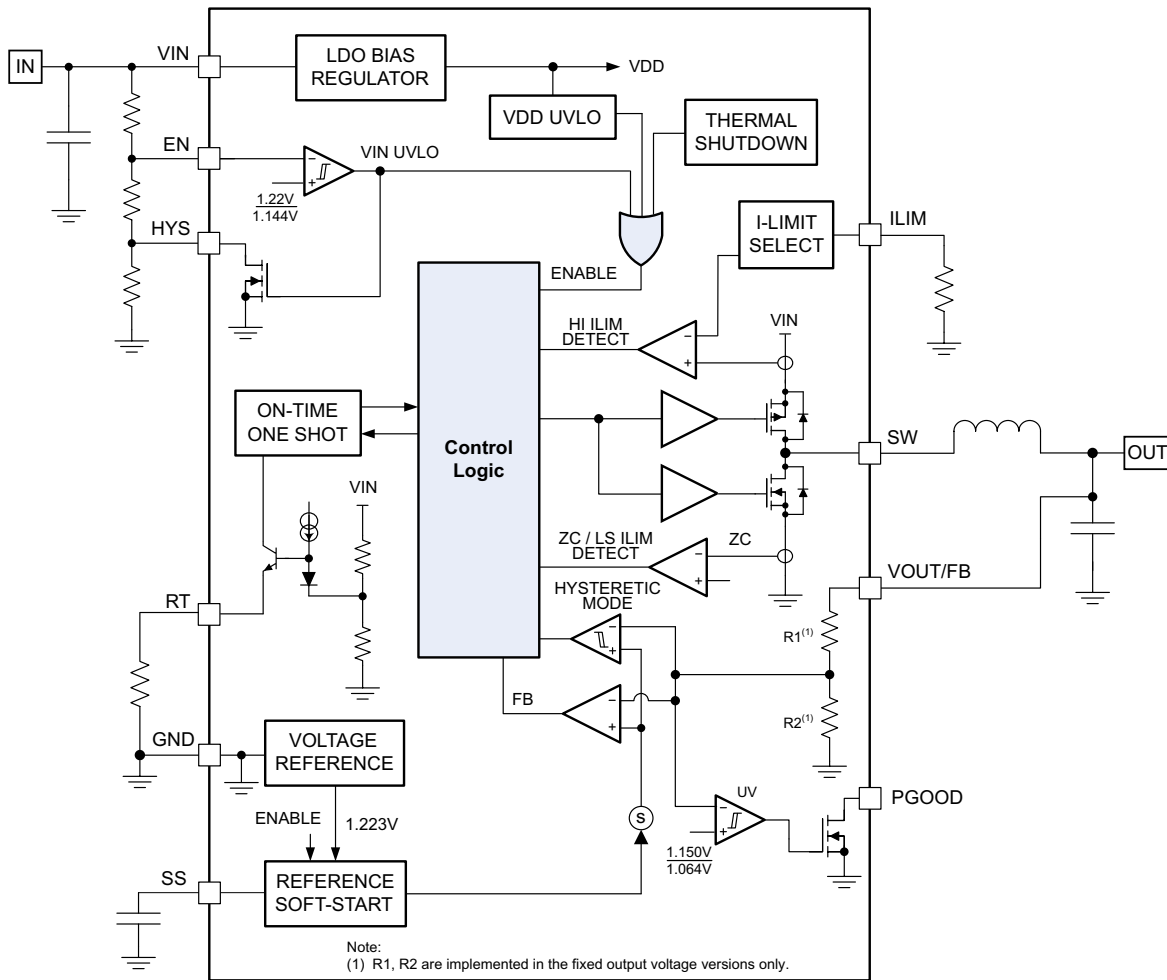 IN
VIN
LDO BIAS
REGULATOR
VDD
VDD UVLO
THERMAL
SHUTDOWN
EN
VIN UVLO
1.22V
1.144V
HYS
I-LIMIT
SELECT
ILIM
ENABLE
HI ILIM
DETECT
VIN
ON-TIME
ONE SHOT
Control
Logic
SW
OUT
VIN
ZC / LS ILIM
DETECT
ZC
HYSTERETIC
MODE
VOUT/FB
RT
R1(1)
FB
R2(1)
GND
VOLTAGE
REFERENCE
ENABLE
1.223V
S
UV
1.150V
1.064V
PGOOD
SS
REFERENCE
SOFT-START
Note:
(1) R1, R2 are implemented in the fixed output voltage versions only.